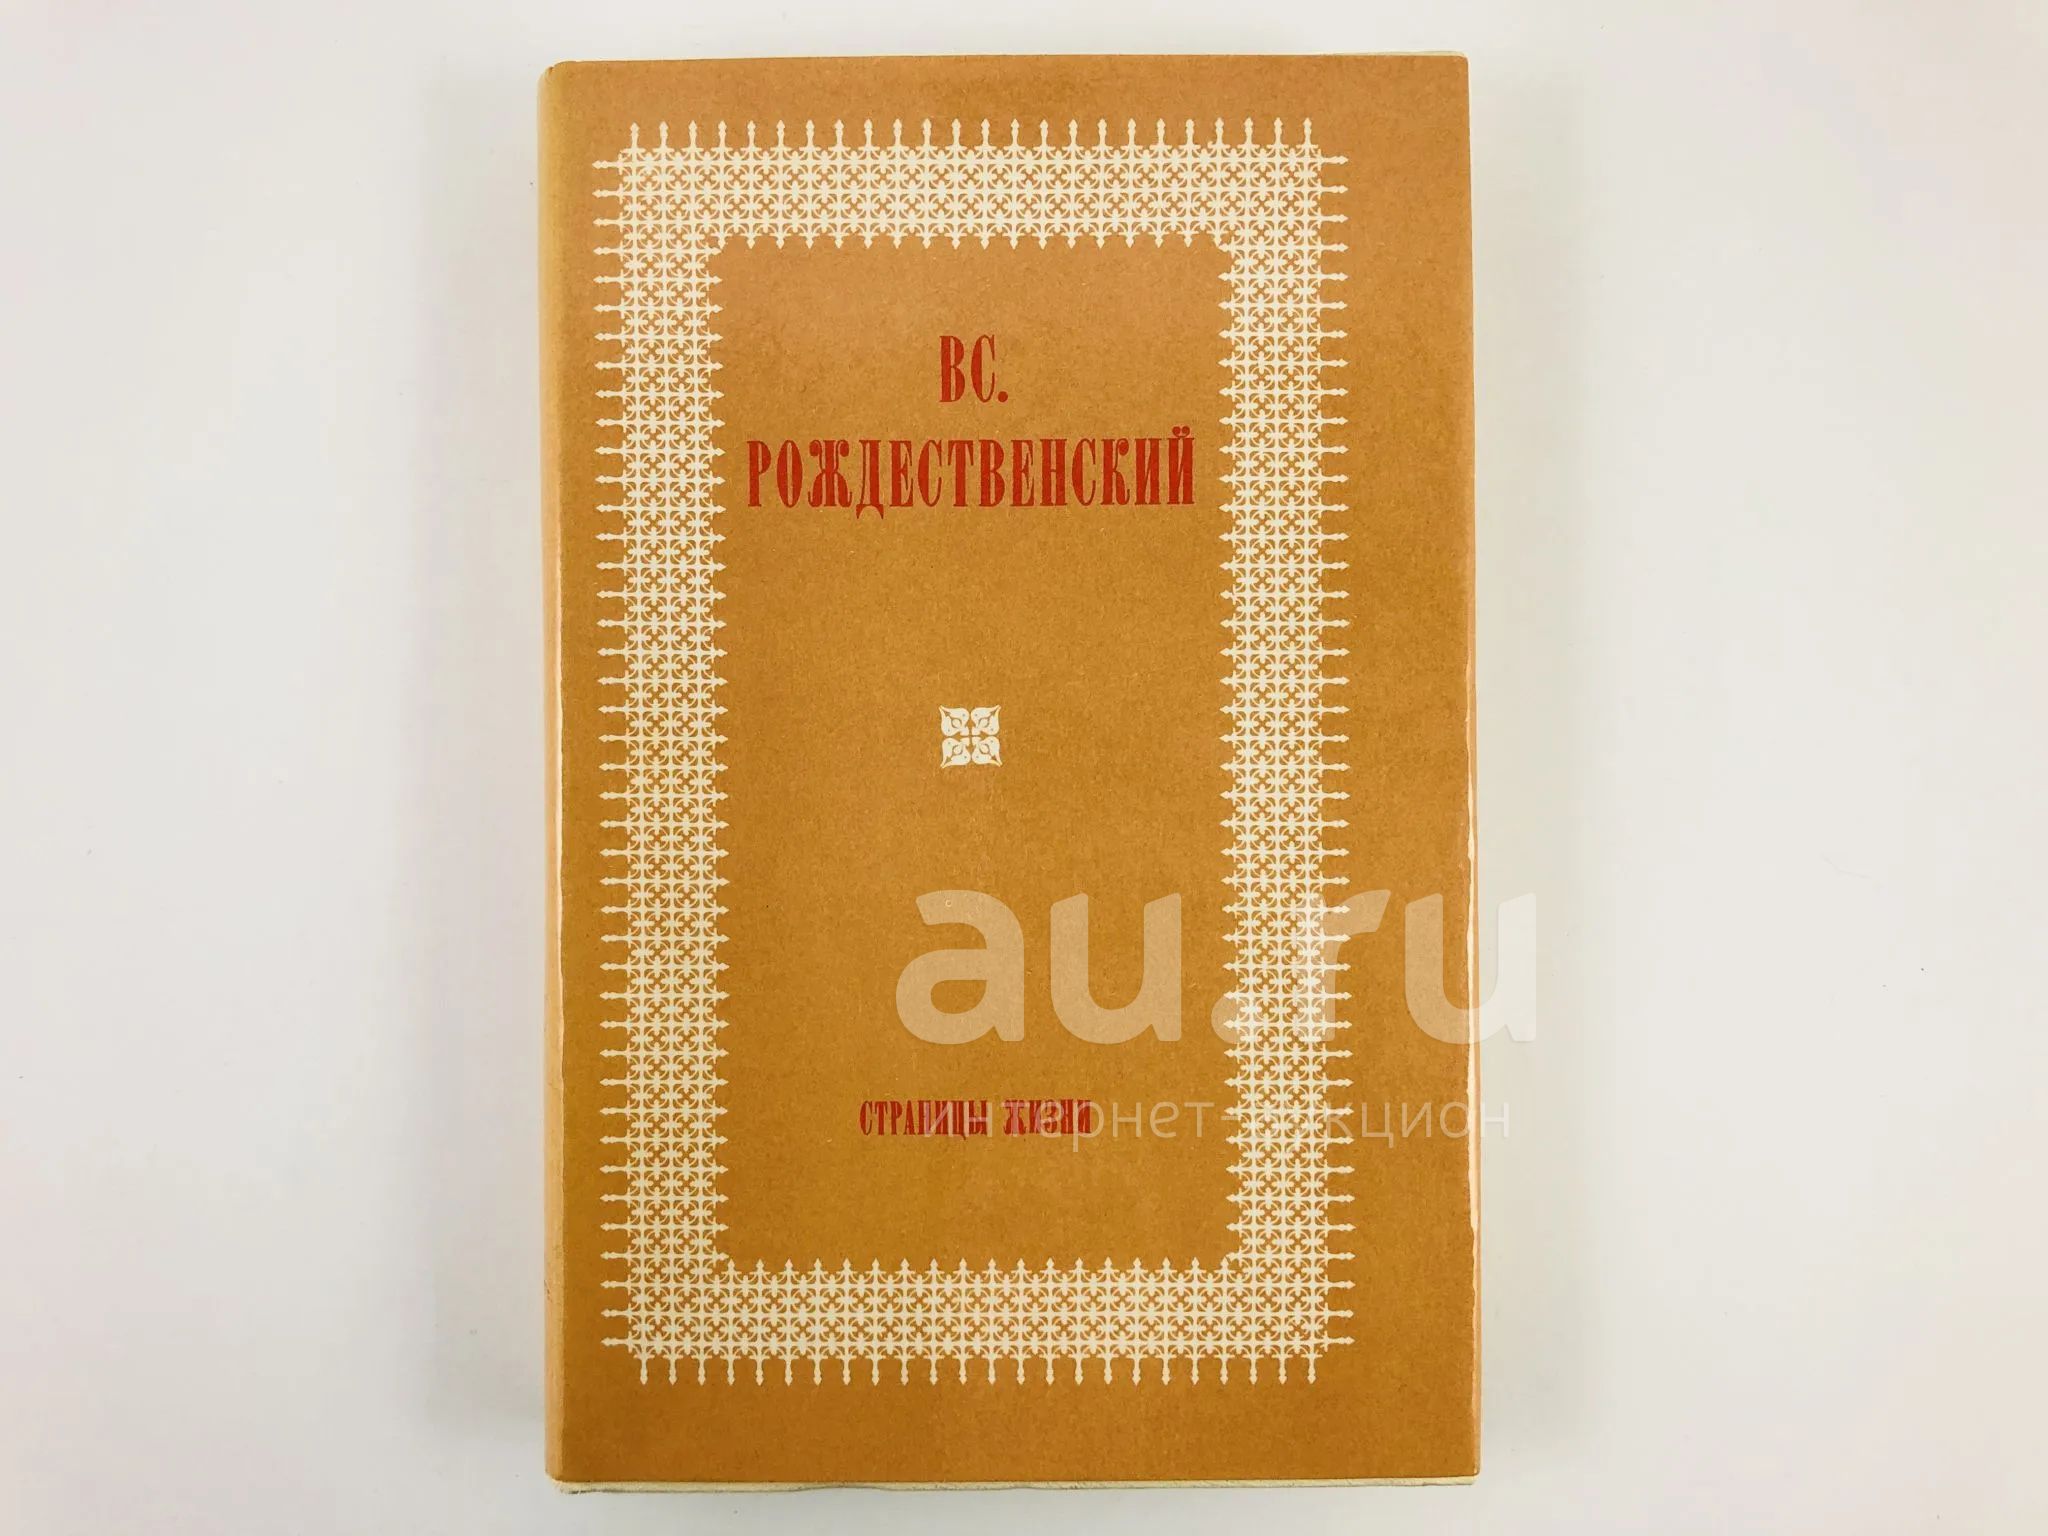 ВС.
РОЖДЕСТВЕНСКИЙ
au.ru
СТРАНИЦЫ ЖИЗНИ
интернет-аукцион